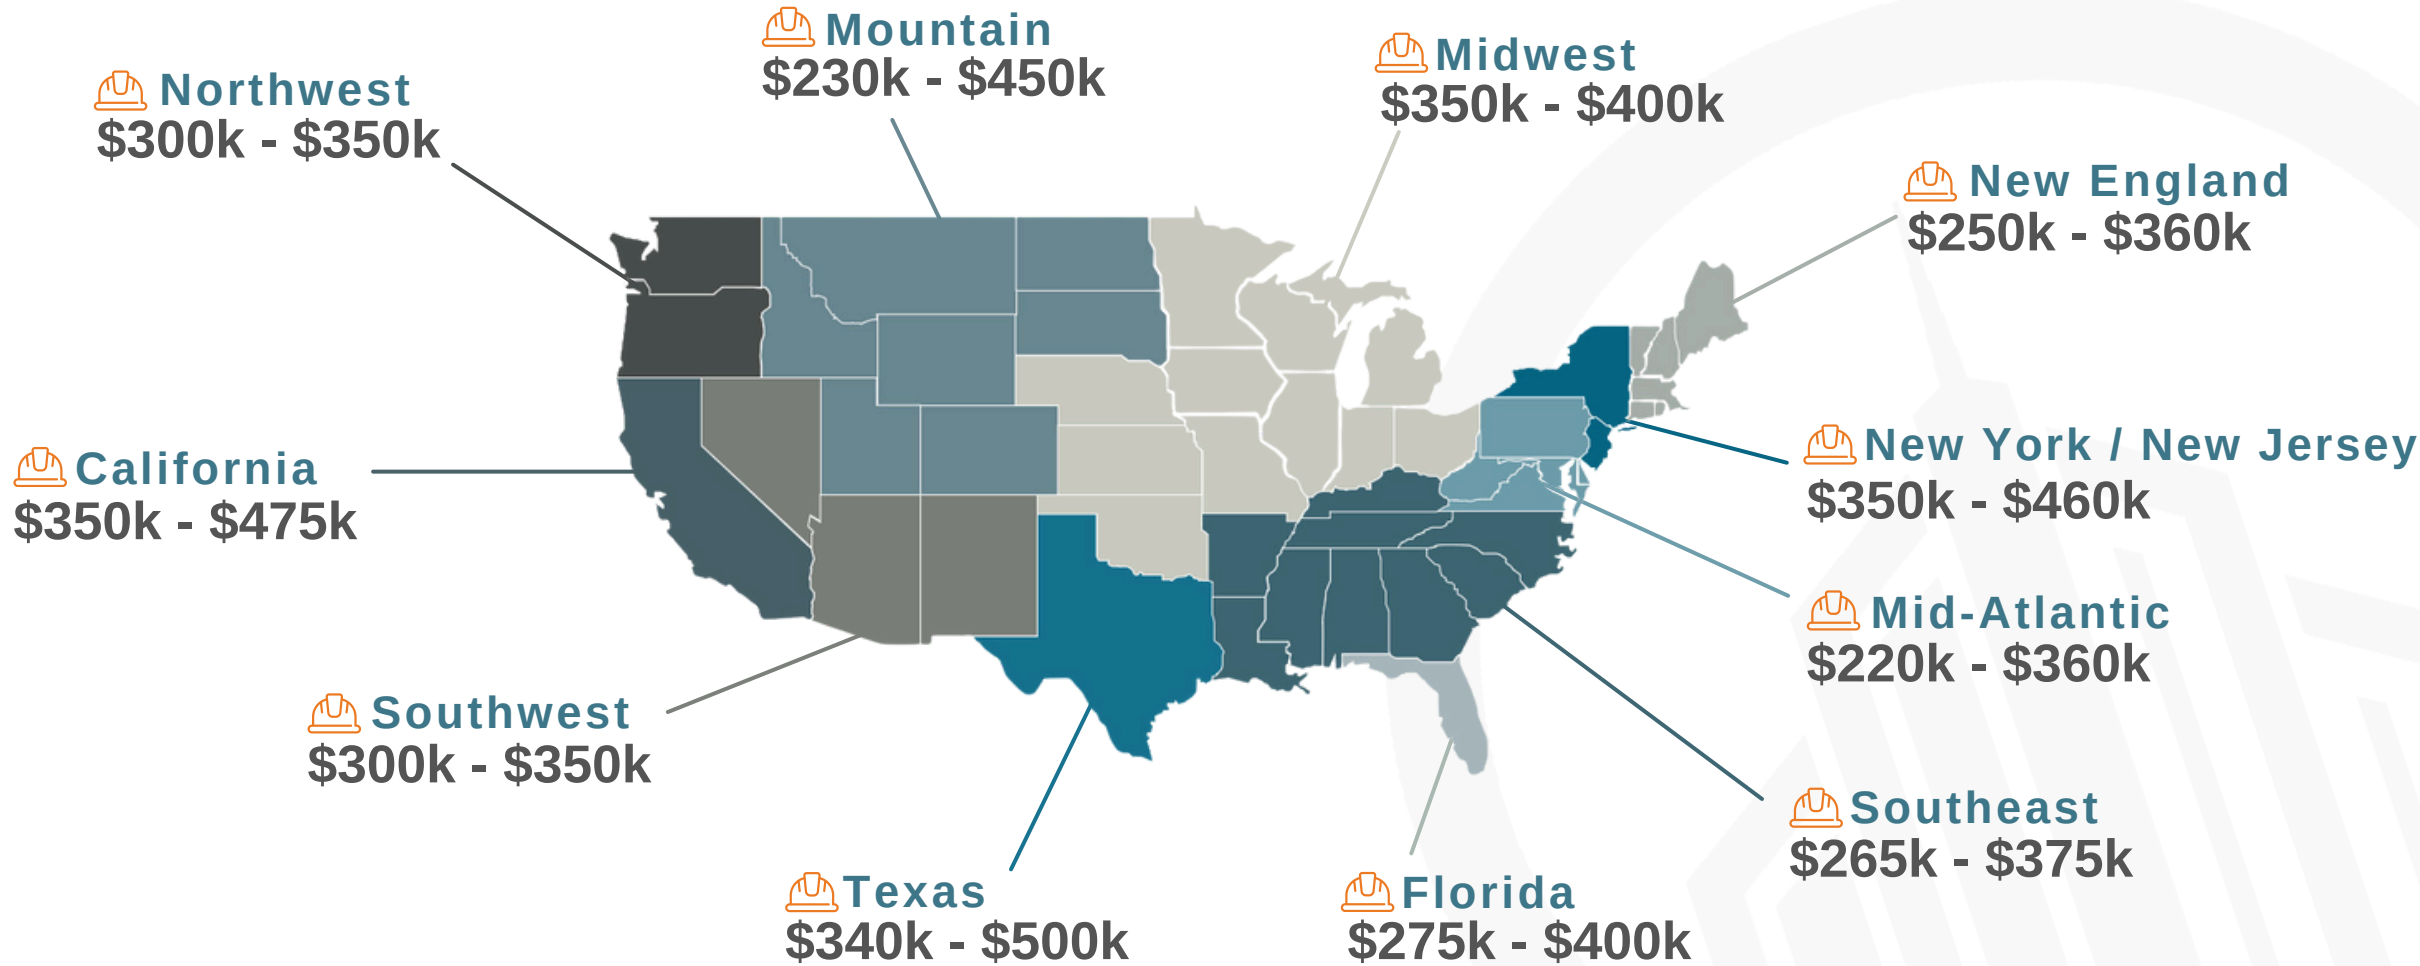 Mountain
$230k - $450k
Midwest
$350k - $400k
Northwest
$300k - $350k
New England
$250k - $360k
California
$350k - $475k
New York / New Jersey
$350k - $460k
Mid-Atlantic
$220k - $360k
Southwest
$300k - $350k
Southeast
$265k - $375k
Texas
$340k - $500k
Florida
$275k - $400k